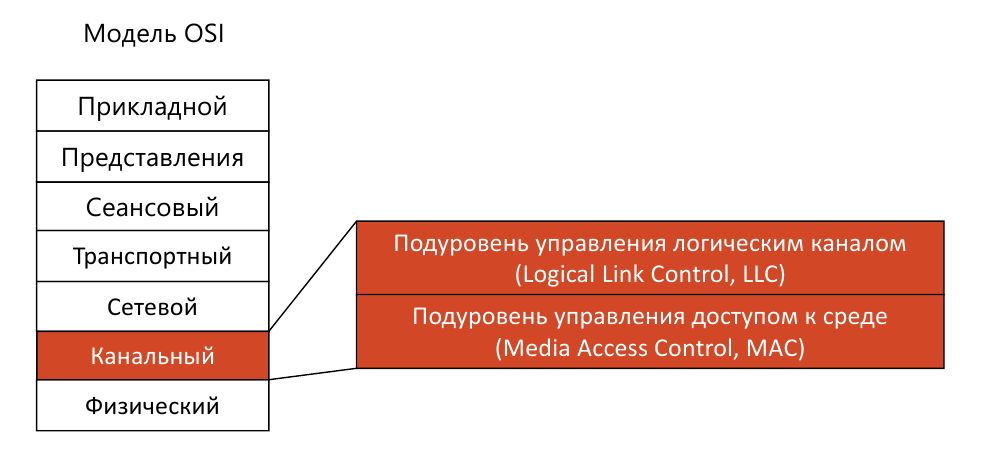 Модель OSI
Прикладной
Представления
Сеансовый
Транспортный
Сетевой
Канальный
Физический
Подуровень управления логическим каналом
(Logical Link Control, LLC)
Подуровень управления доступом к среде
(Media Access Control, MAC)